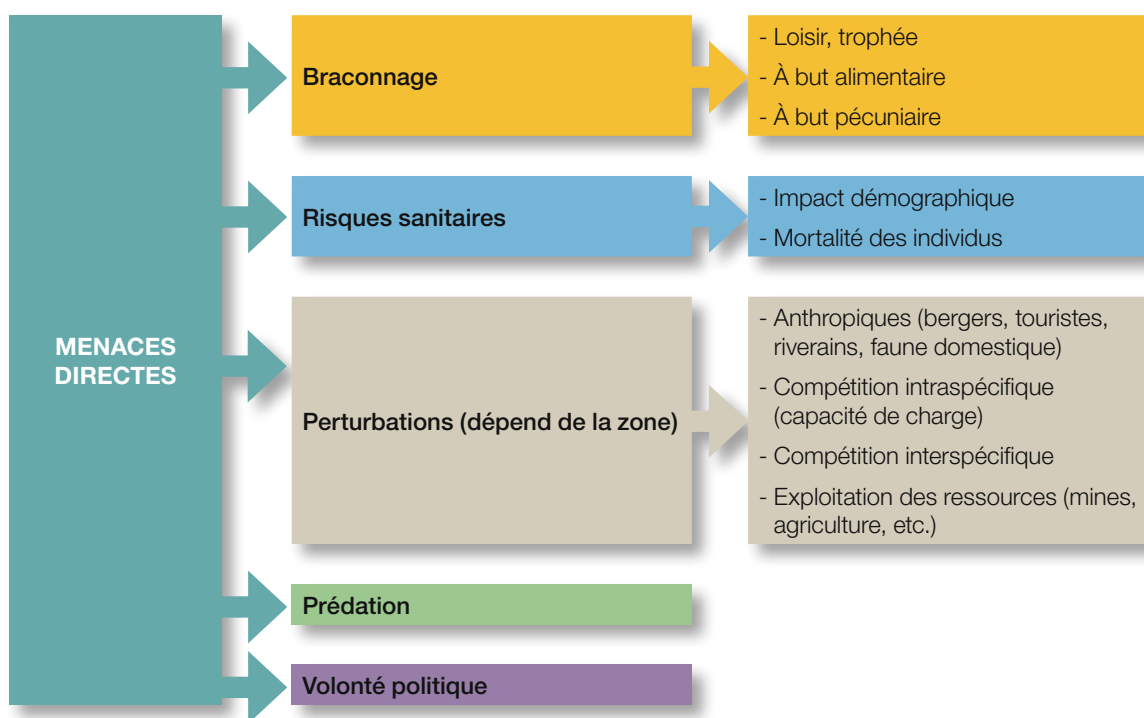 MENACES
DIRECTES
Braconnage
- Loisir, trophée
- À but alimentaire
- À but pécuniaire
Risques sanitaires
- Impact démographique
- Mortalité des individus
Perturbations (dépend de la zone)
- Anthropiques (bergers, touristes,
riverains, faune domestique)
- Compétition intraspécifique
(capacité de charge)
- Compétition interspécifique
- Exploitation des ressources (mines,
agriculture, etc.)
Prédation
Volonté politique